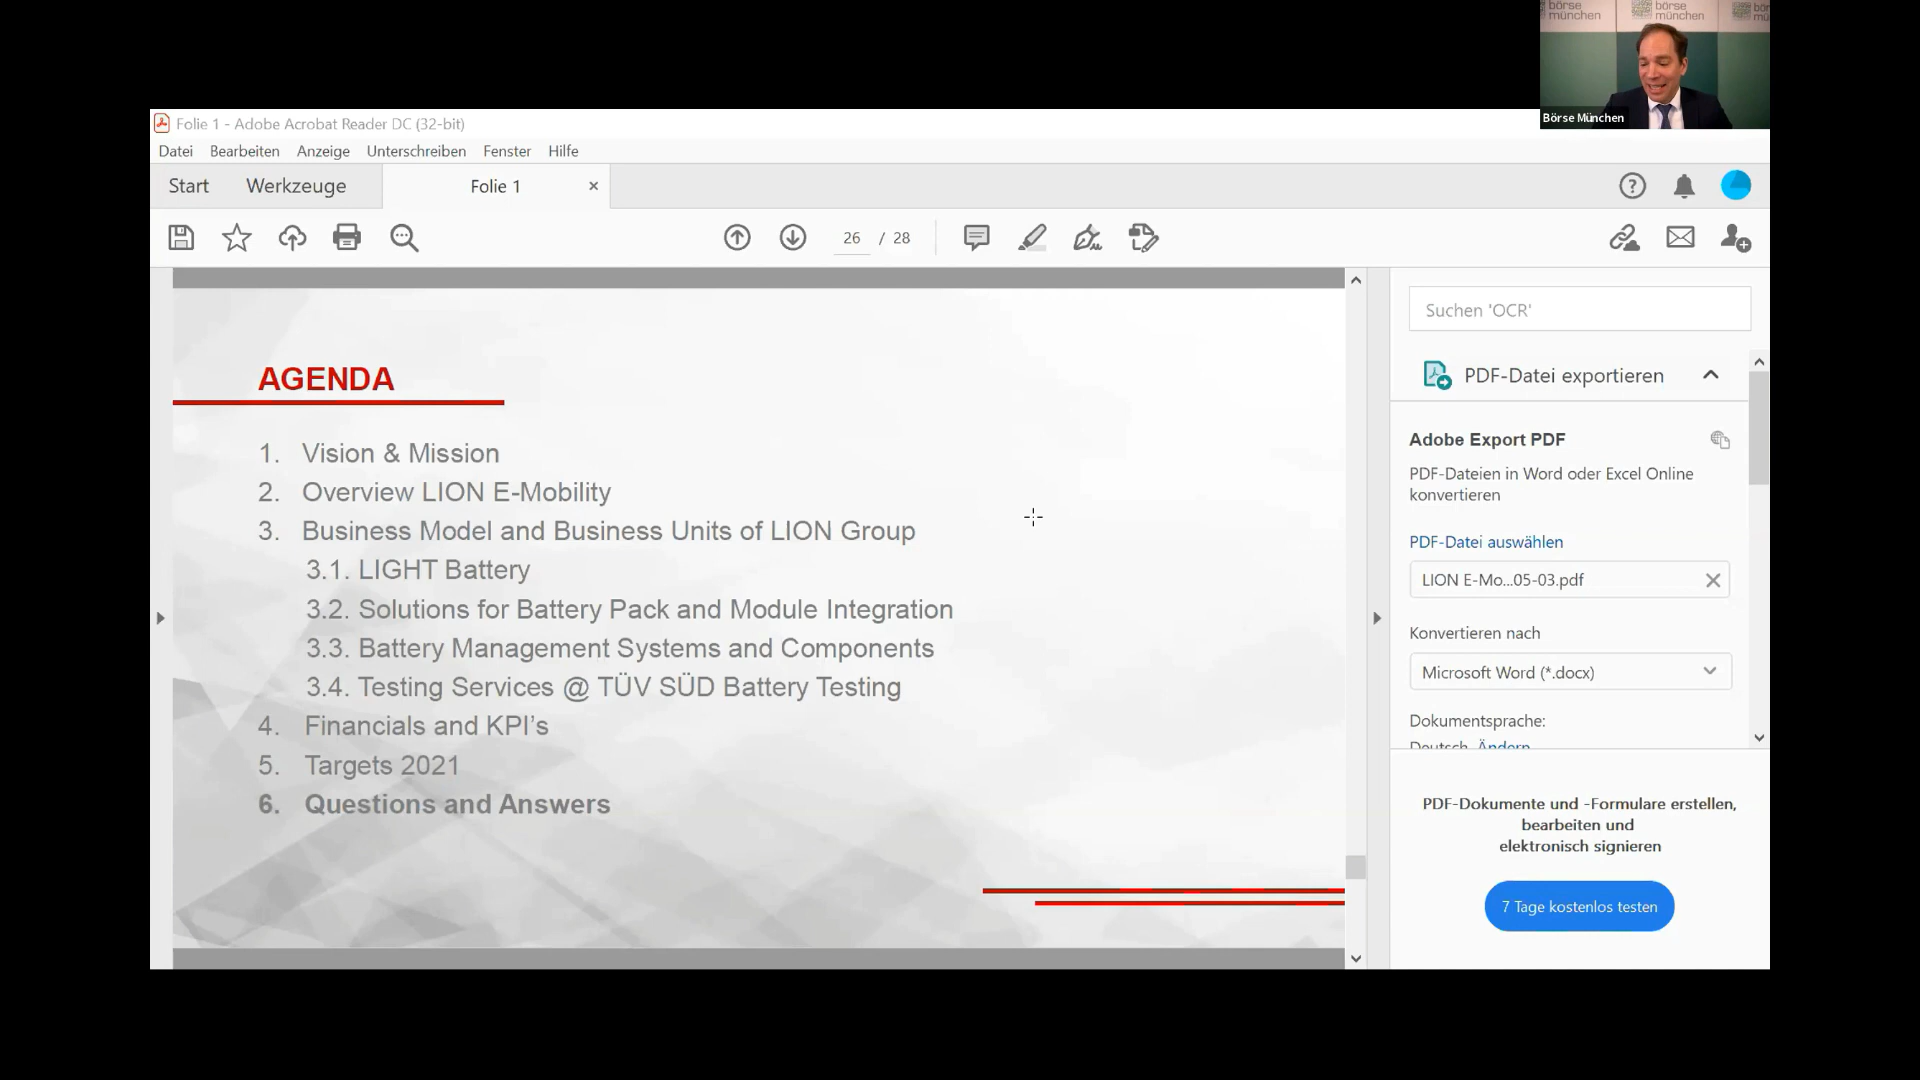 börse
münchen
börse
münchen
bör
mü
Börse München
Folie 1 - Adobe Acrobat Reader DC (32-bit)
Datei Bearbeiten Anzeige Unterschreiben Fenster Hilfe
Start Werkzeuge Folie 1
26 / 28
Suchen 'OCR'
PDF-Datei exportieren
Adobe Export PDF
PDF-Dateien in Word oder Excel Online
konvertieren
PDF-Datei auswählen
LION E-Mo...05-03.pdf
Konvertieren nach
Microsoft Word (*.docx)
Dokumentsprache:
Deutsch Ändern
PDF-Dokumente und -Formulare erstellen,
bearbeiten und
elektronisch signieren
7 Tage kostenlos testen
AGENDA
1. Vision & Mission
2. Overview LION E-Mobility
3. Business Model and Business Units of LION Group
3.1. LIGHT Battery
3.2. Solutions for Battery Pack and Module Integration
3.3. Battery Management Systems and Components
3.4. Testing Services @ TÜV SÜD Battery Testing
4. Financials and KPI's
5. Targets 2021
6. Questions and Answers